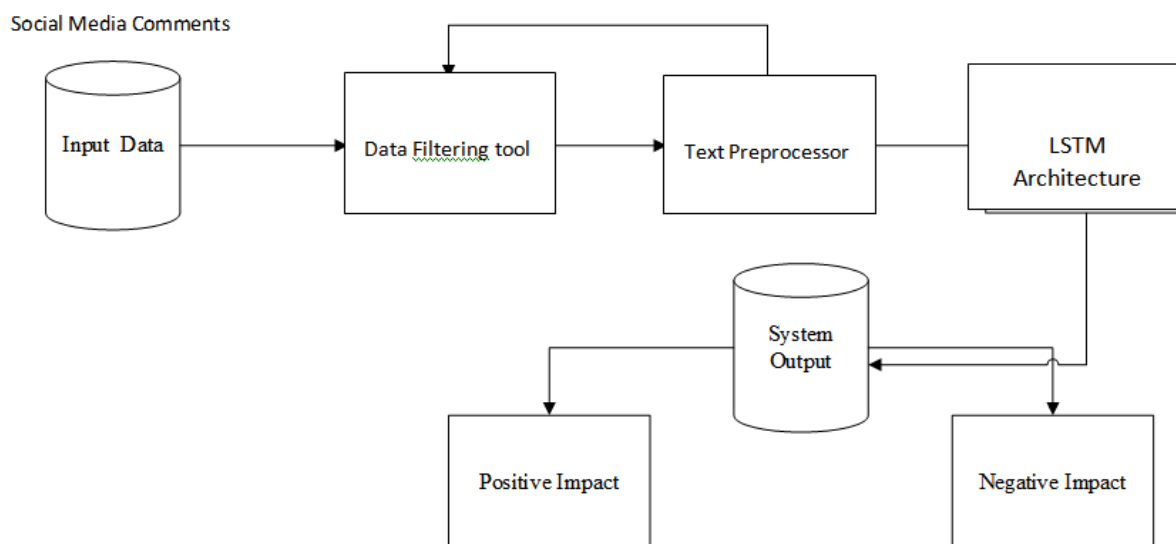 Social Media Comments
Input Data
Data Filtering tool
Text Preprocessor
LSTM
Architecture
System
Output
Positive Impact
Negative Impact